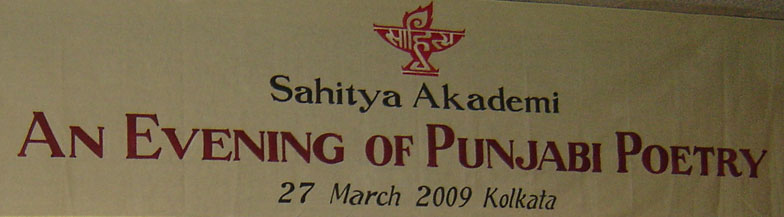 साहित्य
Sahitya Akademi
AN EVENING OF PUNJABI POETRY
27 March 2009 Kolkata